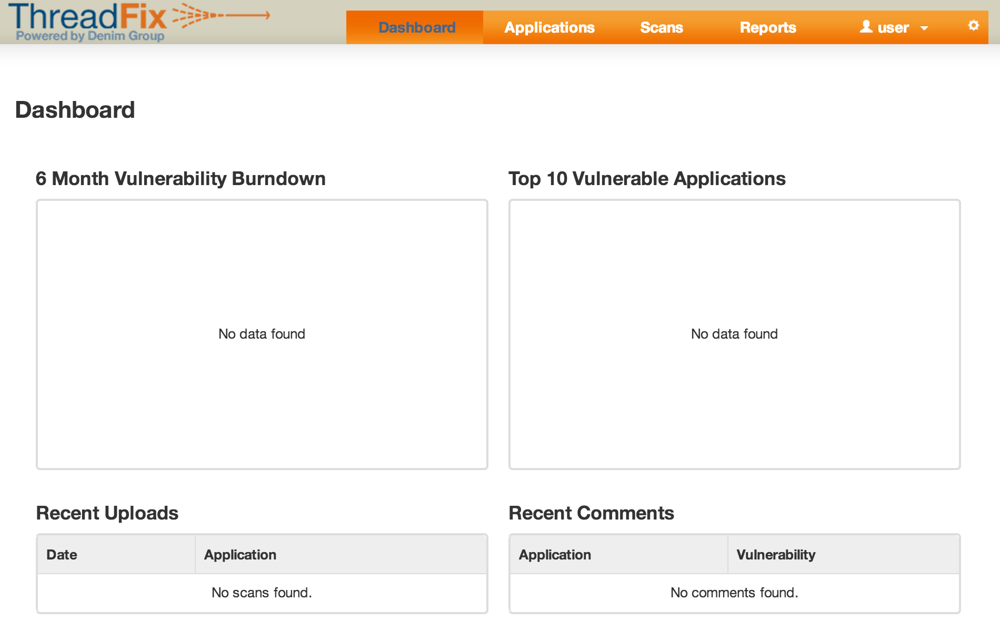 ThreadFix
Powered by Denim Group
Dashboard
Applications
Scans
Reports
user
Dashboard
6 Month Vulnerability Burndown
No data found
Top 10 Vulnerable Applications
No data found
Recent Uploads
Date Application
No scans found.
Recent Comments
Application Vulnerability
No comments found.